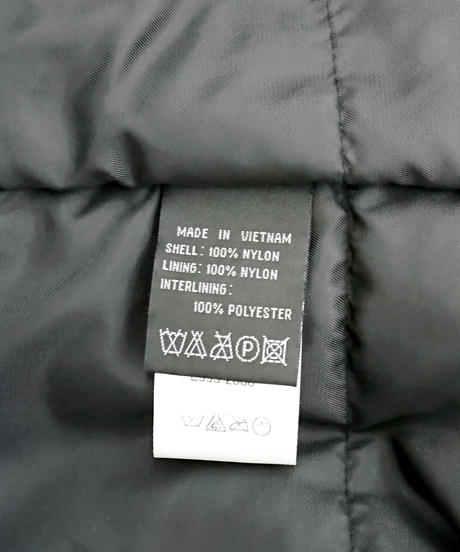 MADE IN VIETNAM
SHELL: 100% NYLON
LINING: 100% NYLON
INTERLINING:
100% POLYESTER
P